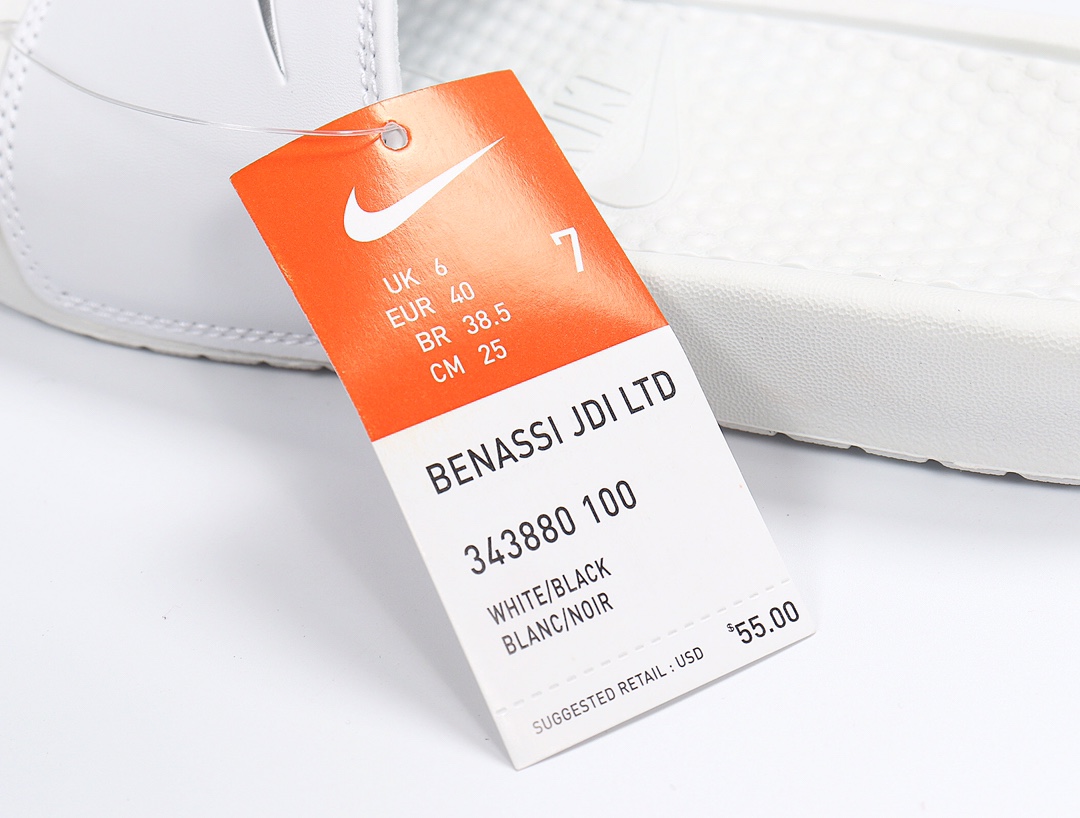 7
UK 6
EUR 40
BR 38.5
CM 25
BENASSI JDI LTD
343880 100
WHITE/BLACK
BLANC/NOIR
SUGGESTED RETAIL : USD $55.00
NIKE